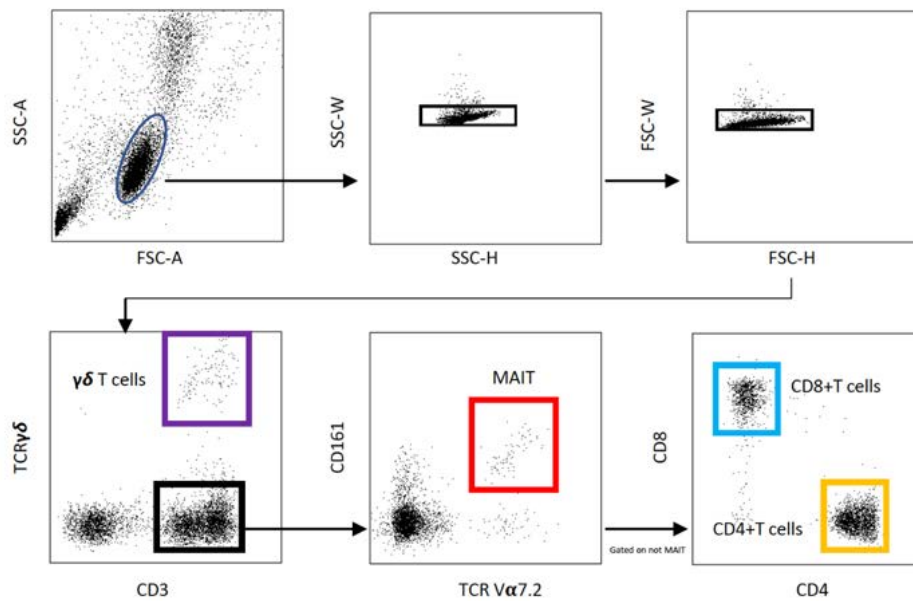 SSC-A
FSC-A
SSC-W
SSC-H
FSC-W
FSC-H
TCRγδ
γδ T cells
CD3
CD161
MAIT
TCR Vα7.2
Gated on not MAIT
CD8
CD8+T cells
CD4+T cells
CD4